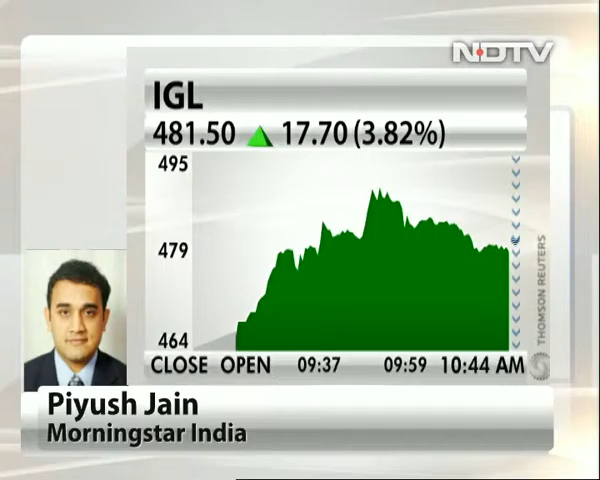 NDTV
IGL
481.50 ▲ 17.70 (3.82%)
495
479
464
CLOSE OPEN 09:37 09:59 10:44 AM
THOMSON REUTERS
Piyush Jain
Morningstar India